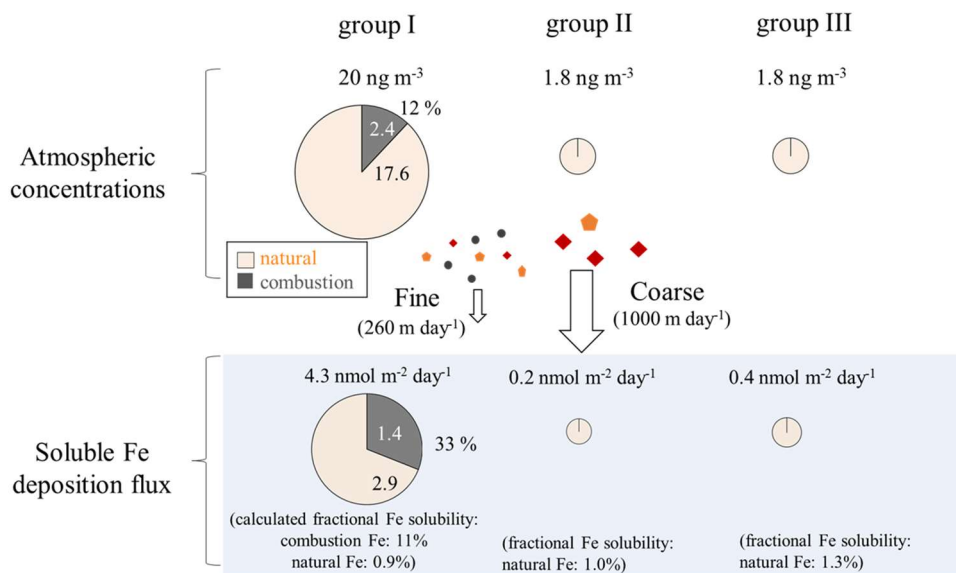 group I
group II
group III
20 ng m⁻³
1.8 ng m⁻³
1.8 ng m⁻³
12 %
2.4
17.6
Atmospheric
concentrations
natural
combustion
Fine
(260 m day⁻¹)
Coarse
(1000 m day⁻¹)
4.3 nmol m⁻² day⁻¹
0.2 nmol m⁻² day⁻¹
0.4 nmol m⁻² day⁻¹
1.4
33 %
2.9
Soluble Fe
deposition flux
(calculated fractional Fe solubility:
combustion Fe: 11%
natural Fe: 0.9%)
(fractional Fe solubility:
natural Fe: 1.0%)
(fractional Fe solubility:
natural Fe: 1.3%)